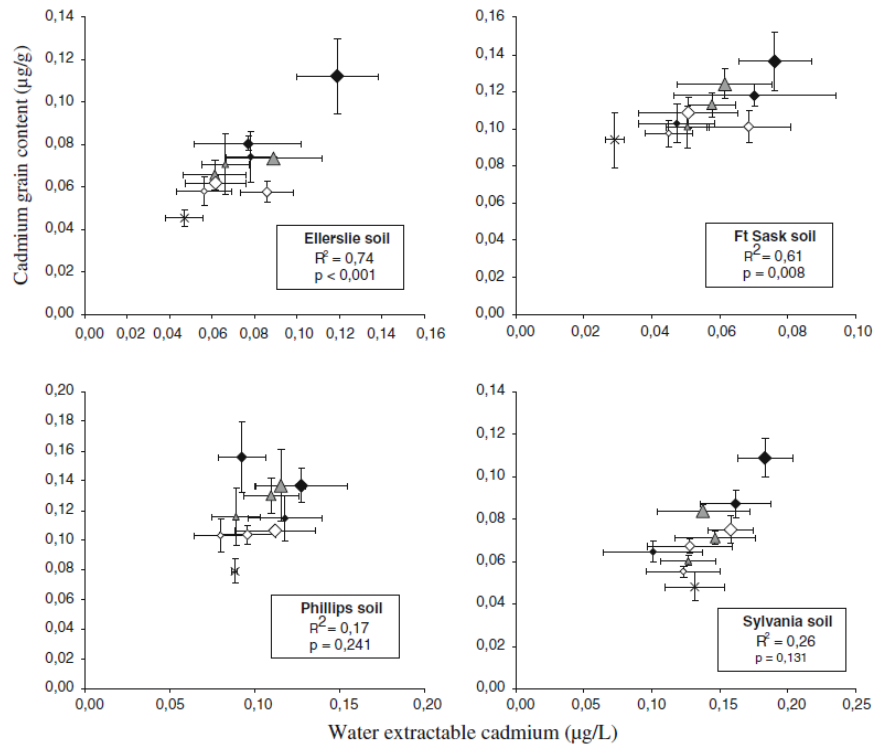 Cadmium grain content (µg/g)
0,14
0,12
0,10
0,08
0,06
0,04
0,02
0,00
0,00 0,02 0,04 0,06 0,08 0,10 0,12 0,14 0,16
Ellerslie soil
R² = 0,74
p < 0,001
0,16
0,14
0,12
0,10
0,08
0,06
0,04
0,02
0,00
0,00 0,02 0,04 0,06 0,08 0,10
Ft Sask soil
R² = 0,61
p = 0,008
0,20
0,18
0,16
0,14
0,12
0,10
0,08
0,06
0,04
0,02
0,00
0,00 0,05 0,10 0,15 0,20
Phillips soil
R² = 0,17
p = 0,241
0,14
0,12
0,10
0,08
0,06
0,04
0,02
0,00
0,00 0,05 0,10 0,15 0,20 0,25
Sylvania soil
R² = 0,26
p = 0,131
Water extractable cadmium (µg/L)